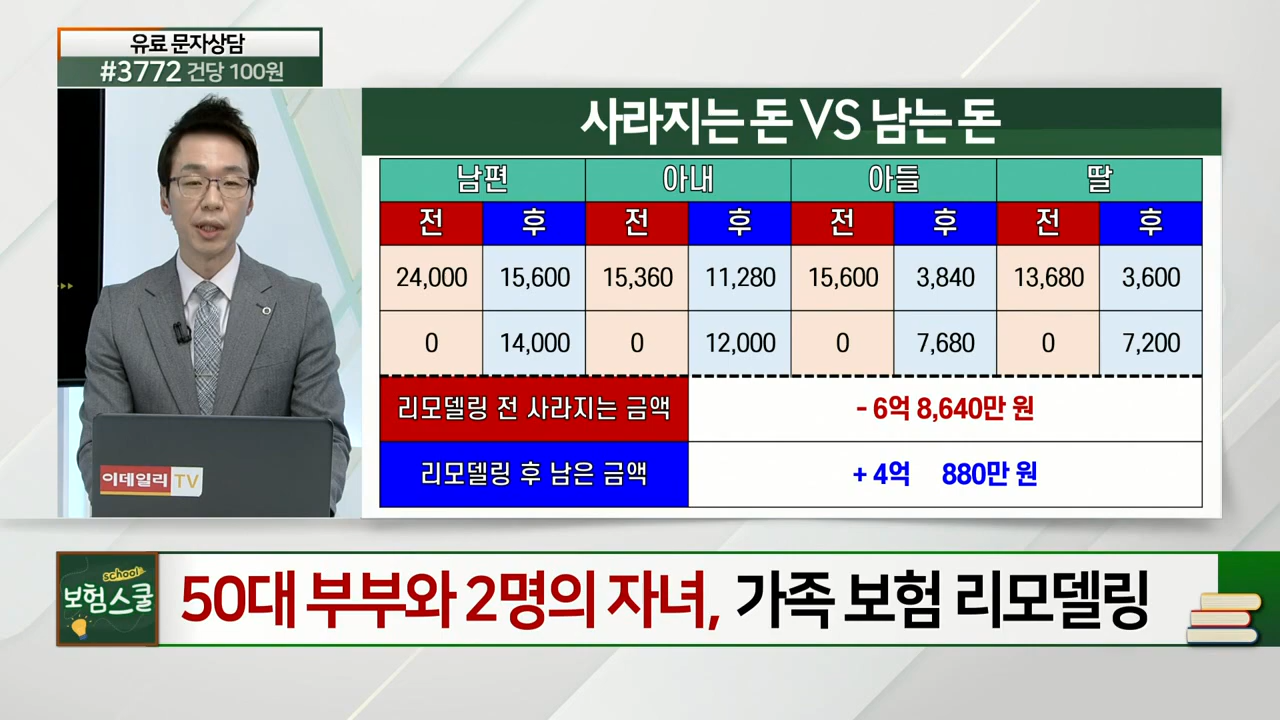 유료 문자상담
#3772 건당 100원
사라지는 돈 VS 남는 돈
남편 아내 아들 딸
전 후 전 후 전 후 전 후
24,000 15,600 15,360 11,280 15,600 3,840 13,680 3,600
0 14,000 0 12,000 0 7,680 0 7,200
리모델링 전 사라지는 금액 - 6억 8,640만 원
리모델링 후 남은 금액 + 4억 880만 원
이데일리 TV
school
보험스쿨
50대 부부와 2명의 자녀, 가족 보험 리모델링